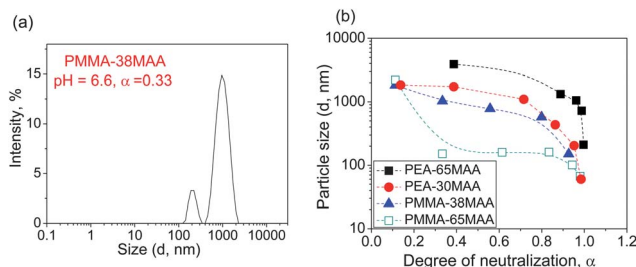 (a)
PMMA-38MAA
pH = 6.6, α =0.33
Intensity, %
15
10
5
0
0.1 1 10 100 1000 10000
Size (d, nm)
(b)
Particle size (d, nm)
10000
1000
100
10
PEA-65MAA
PEA-30MAA
PMMA-38MAA
PMMA-65MAA
0.0 0.2 0.4 0.6 0.8 1.0 1.2
Degree of neutralization, α